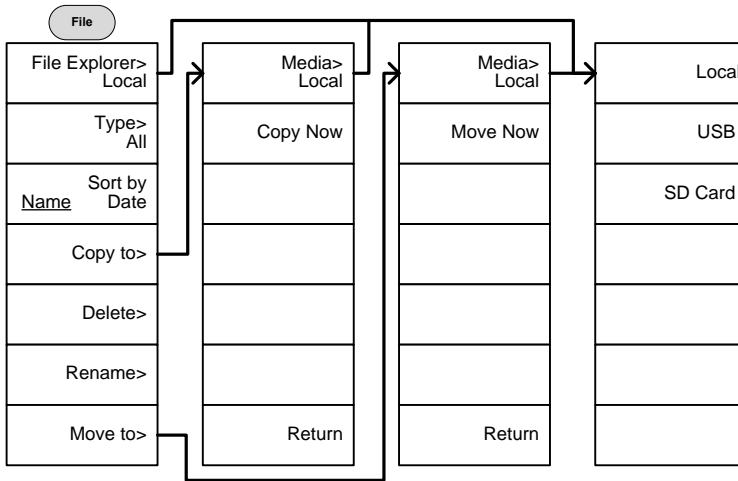 File
File Explorer>
Local
Type>
All
Sort by
Name Date
Copy to>
Delete>
Rename>
Move to>
Media>
Local
Copy Now
Return
Media>
Local
Move Now
Return
Local
USB
SD Card